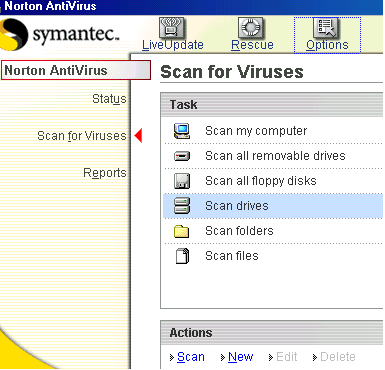 Norton AntiVirus
symantec™
LiveUpdate Rescue Options
Norton AntiVirus
Scan for Viruses
Status
Task
Scan my computer
Scan for Viruses
Scan all removable drives
Reports
Scan all floppy disks
Scan drives
Scan folders
Scan files
Actions
Scan New Edit Delete